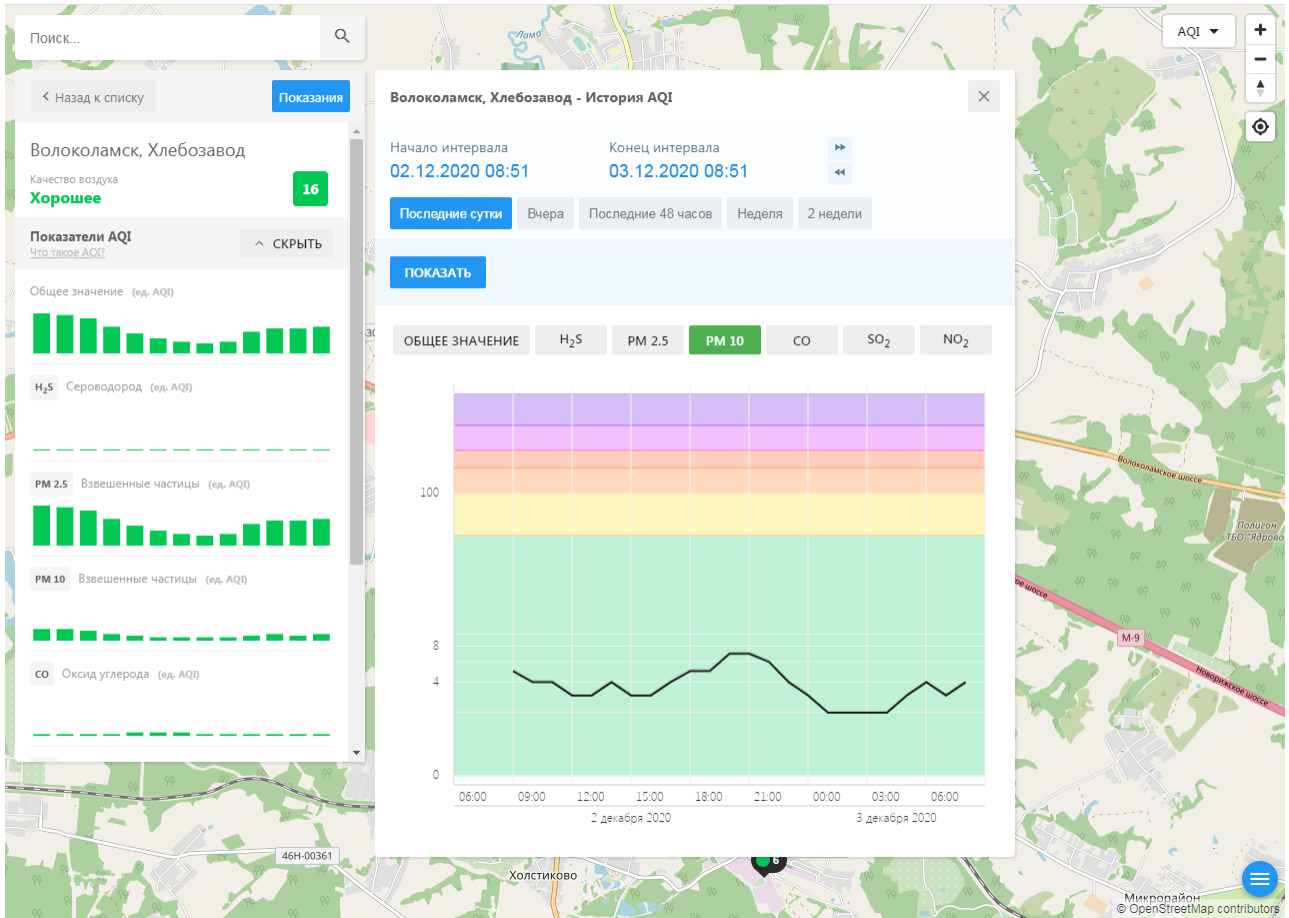 Поиск...
AQI
Назад к списку
Показания
Волоколамск, Хлебозавод
Качество воздуха
Хорошее
16
Показатели AQI
Что такое AQI?
СКРЫТЬ
Общее значение (ед. AQI)
H2S Сероводород (ед. AQI)
PM 2.5 Взвешенные частицы (ед. AQI)
PM 10 Взвешенные частицы (ед. AQI)
CO Оксид углерода (ед. AQI)
Волоколамск, Хлебозавод - История AQI
Начало интервала
Конец интервала
02.12.2020 08:51
03.12.2020 08:51
Последние сутки
Вчера
Последние 48 часов
Неделя
2 недели
ПОКАЗАТЬ
ОБЩЕЕ ЗНАЧЕНИЕ
H2S
PM 2.5
PM 10
CO
SO2
NO2
100
8
4
0
06:00 09:00 12:00 15:00 18:00 21:00 00:00 03:00 06:00
2 декабря 2020
3 декабря 2020
Лома
Волоколамское шоссе
Полигон
ТБО "Ядрово
ое шоссе
М-9
Новорижское шоссе
46Н-00361
6
Холстиково
Микрорайон
© OpenStreetMap contributors